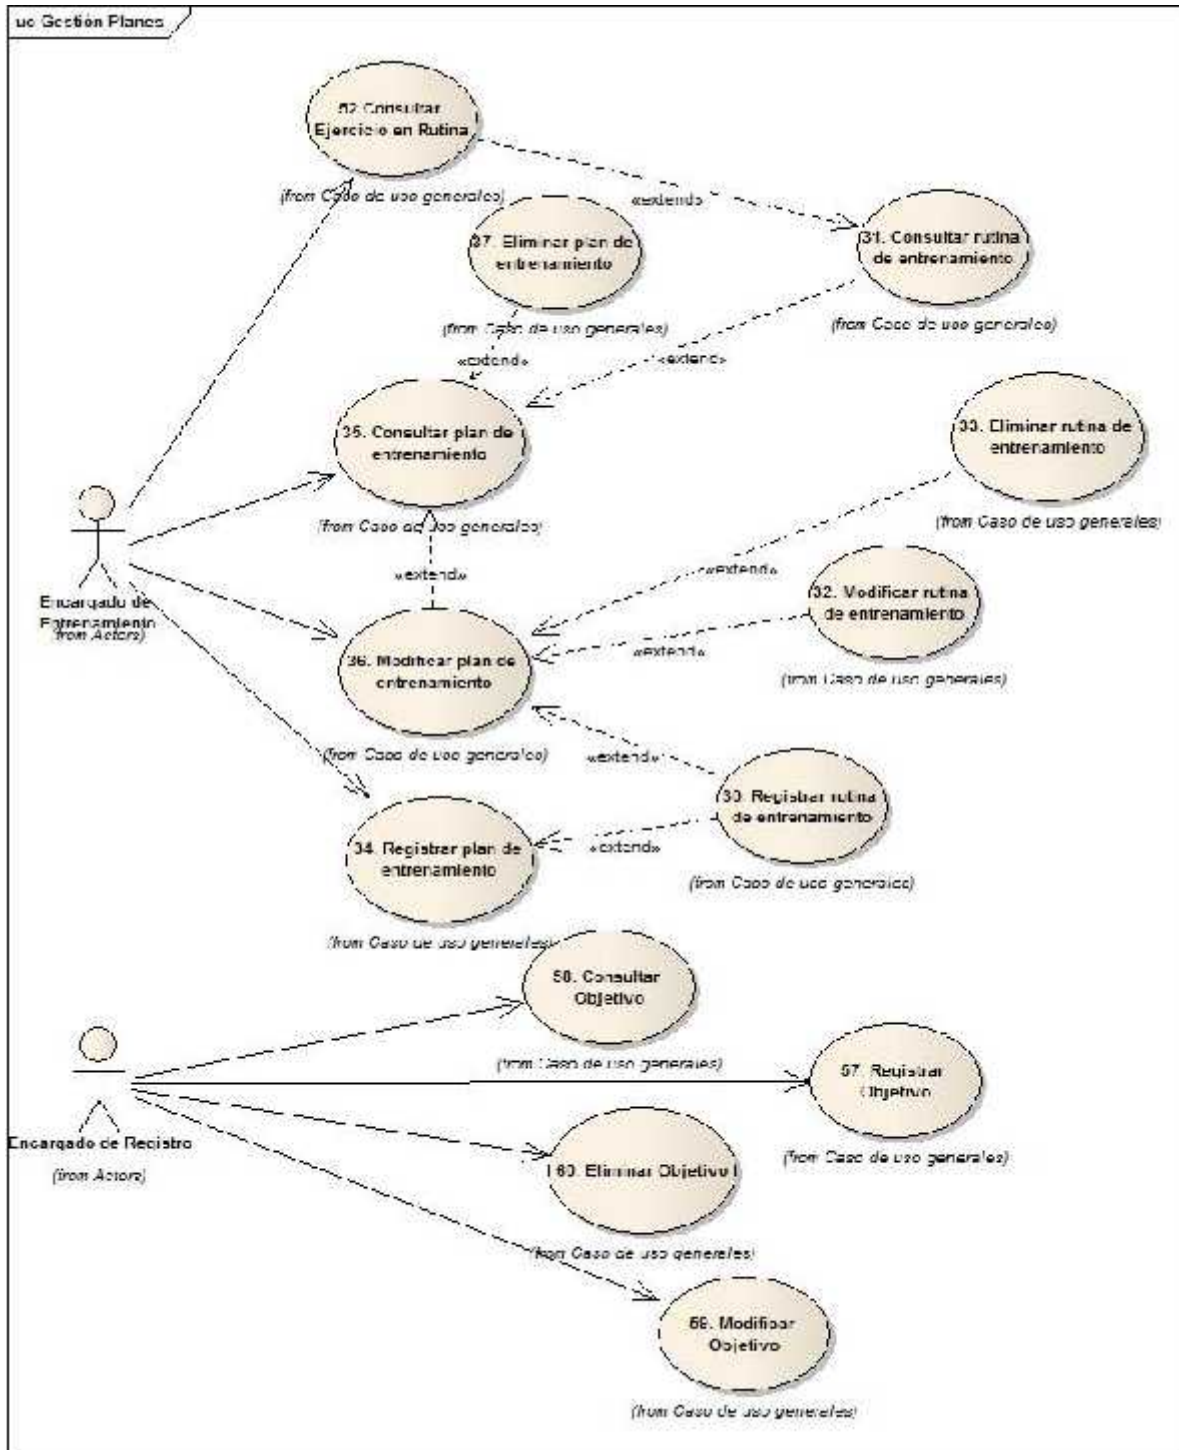 uc Gestión Planes
52 Consultar
Ejercicio en Rutina
(from Caso de uso generales)
«extend»
37. Eliminar plan de
entrenamiento
(from Caso de uso generales)
31. Consultar rutina
de entrenamiento
(from Caso de uso generales)
«extend»
«extend»
35. Consultar plan de
entrenamiento
(from Caso de uso generales)
33. Eliminar rutina de
entrenamiento
(from Caso de uso generales)
Encargado de
Entrenamiento
(from Actors)
«extend»
«extend»
32. Modificar rutina
de entrenamiento
(from Caso de uso generales)
«extend»
36. Modificar plan de
entrenamiento
(from Caso de uso generales)
«extend»
30. Registrar rutina
de entrenamiento
(from Caso de uso generales)
«extend»
34. Registrar plan de
entrenamiento
(from Caso de uso generales)
58. Consultar
Objetivo
(from Caso de uso generales)
57. Registrar
Objetivo
(from Caso de uso generales)
Encargado de Registro
(from Actors)
60. Eliminar Objetivo
(from Caso de uso generales)
59. Modificar
Objetivo
(from Caso de uso generales)